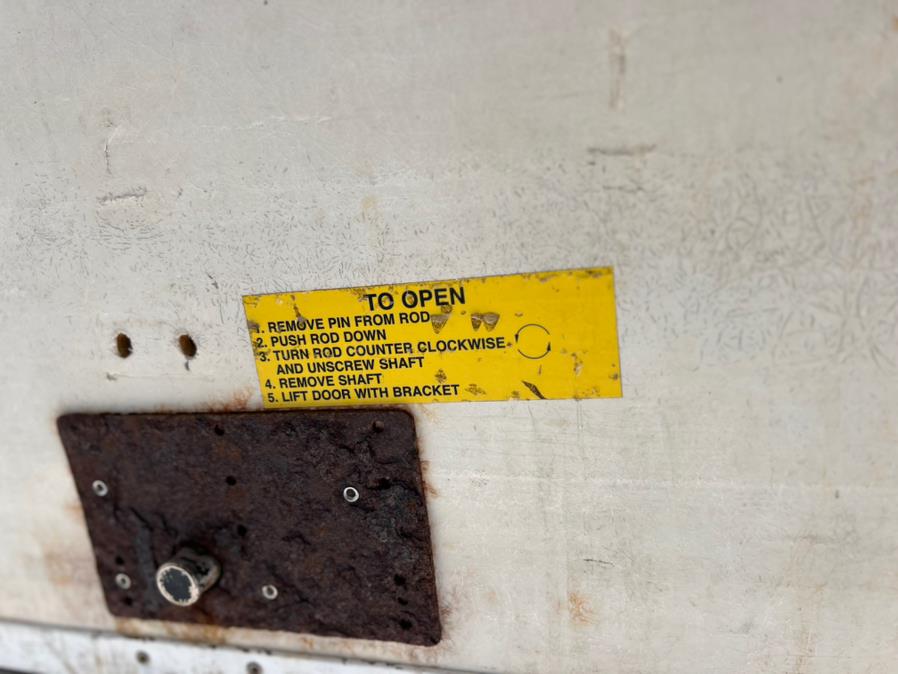 TO OPEN
1. REMOVE PIN FROM ROD
2. PUSH ROD DOWN
3. TURN ROD COUNTER CLOCKWISE
AND UNSCREW SHAFT
4. REMOVE SHAFT
5. LIFT DOOR WITH BRACKET